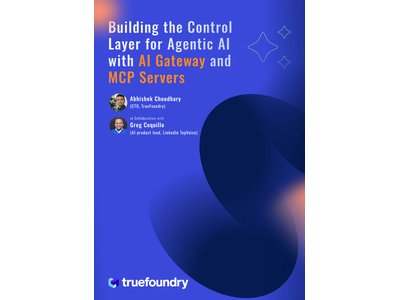 Building the Control
Layer for Agentic AI
with AI Gateway and
MCP Servers
Abhishek Choudhary
(CTO, Truefoundry)
in Collaboration with
Greg Coquillo
(AI product lead, LinkedIn TopVoice)
truefoundry